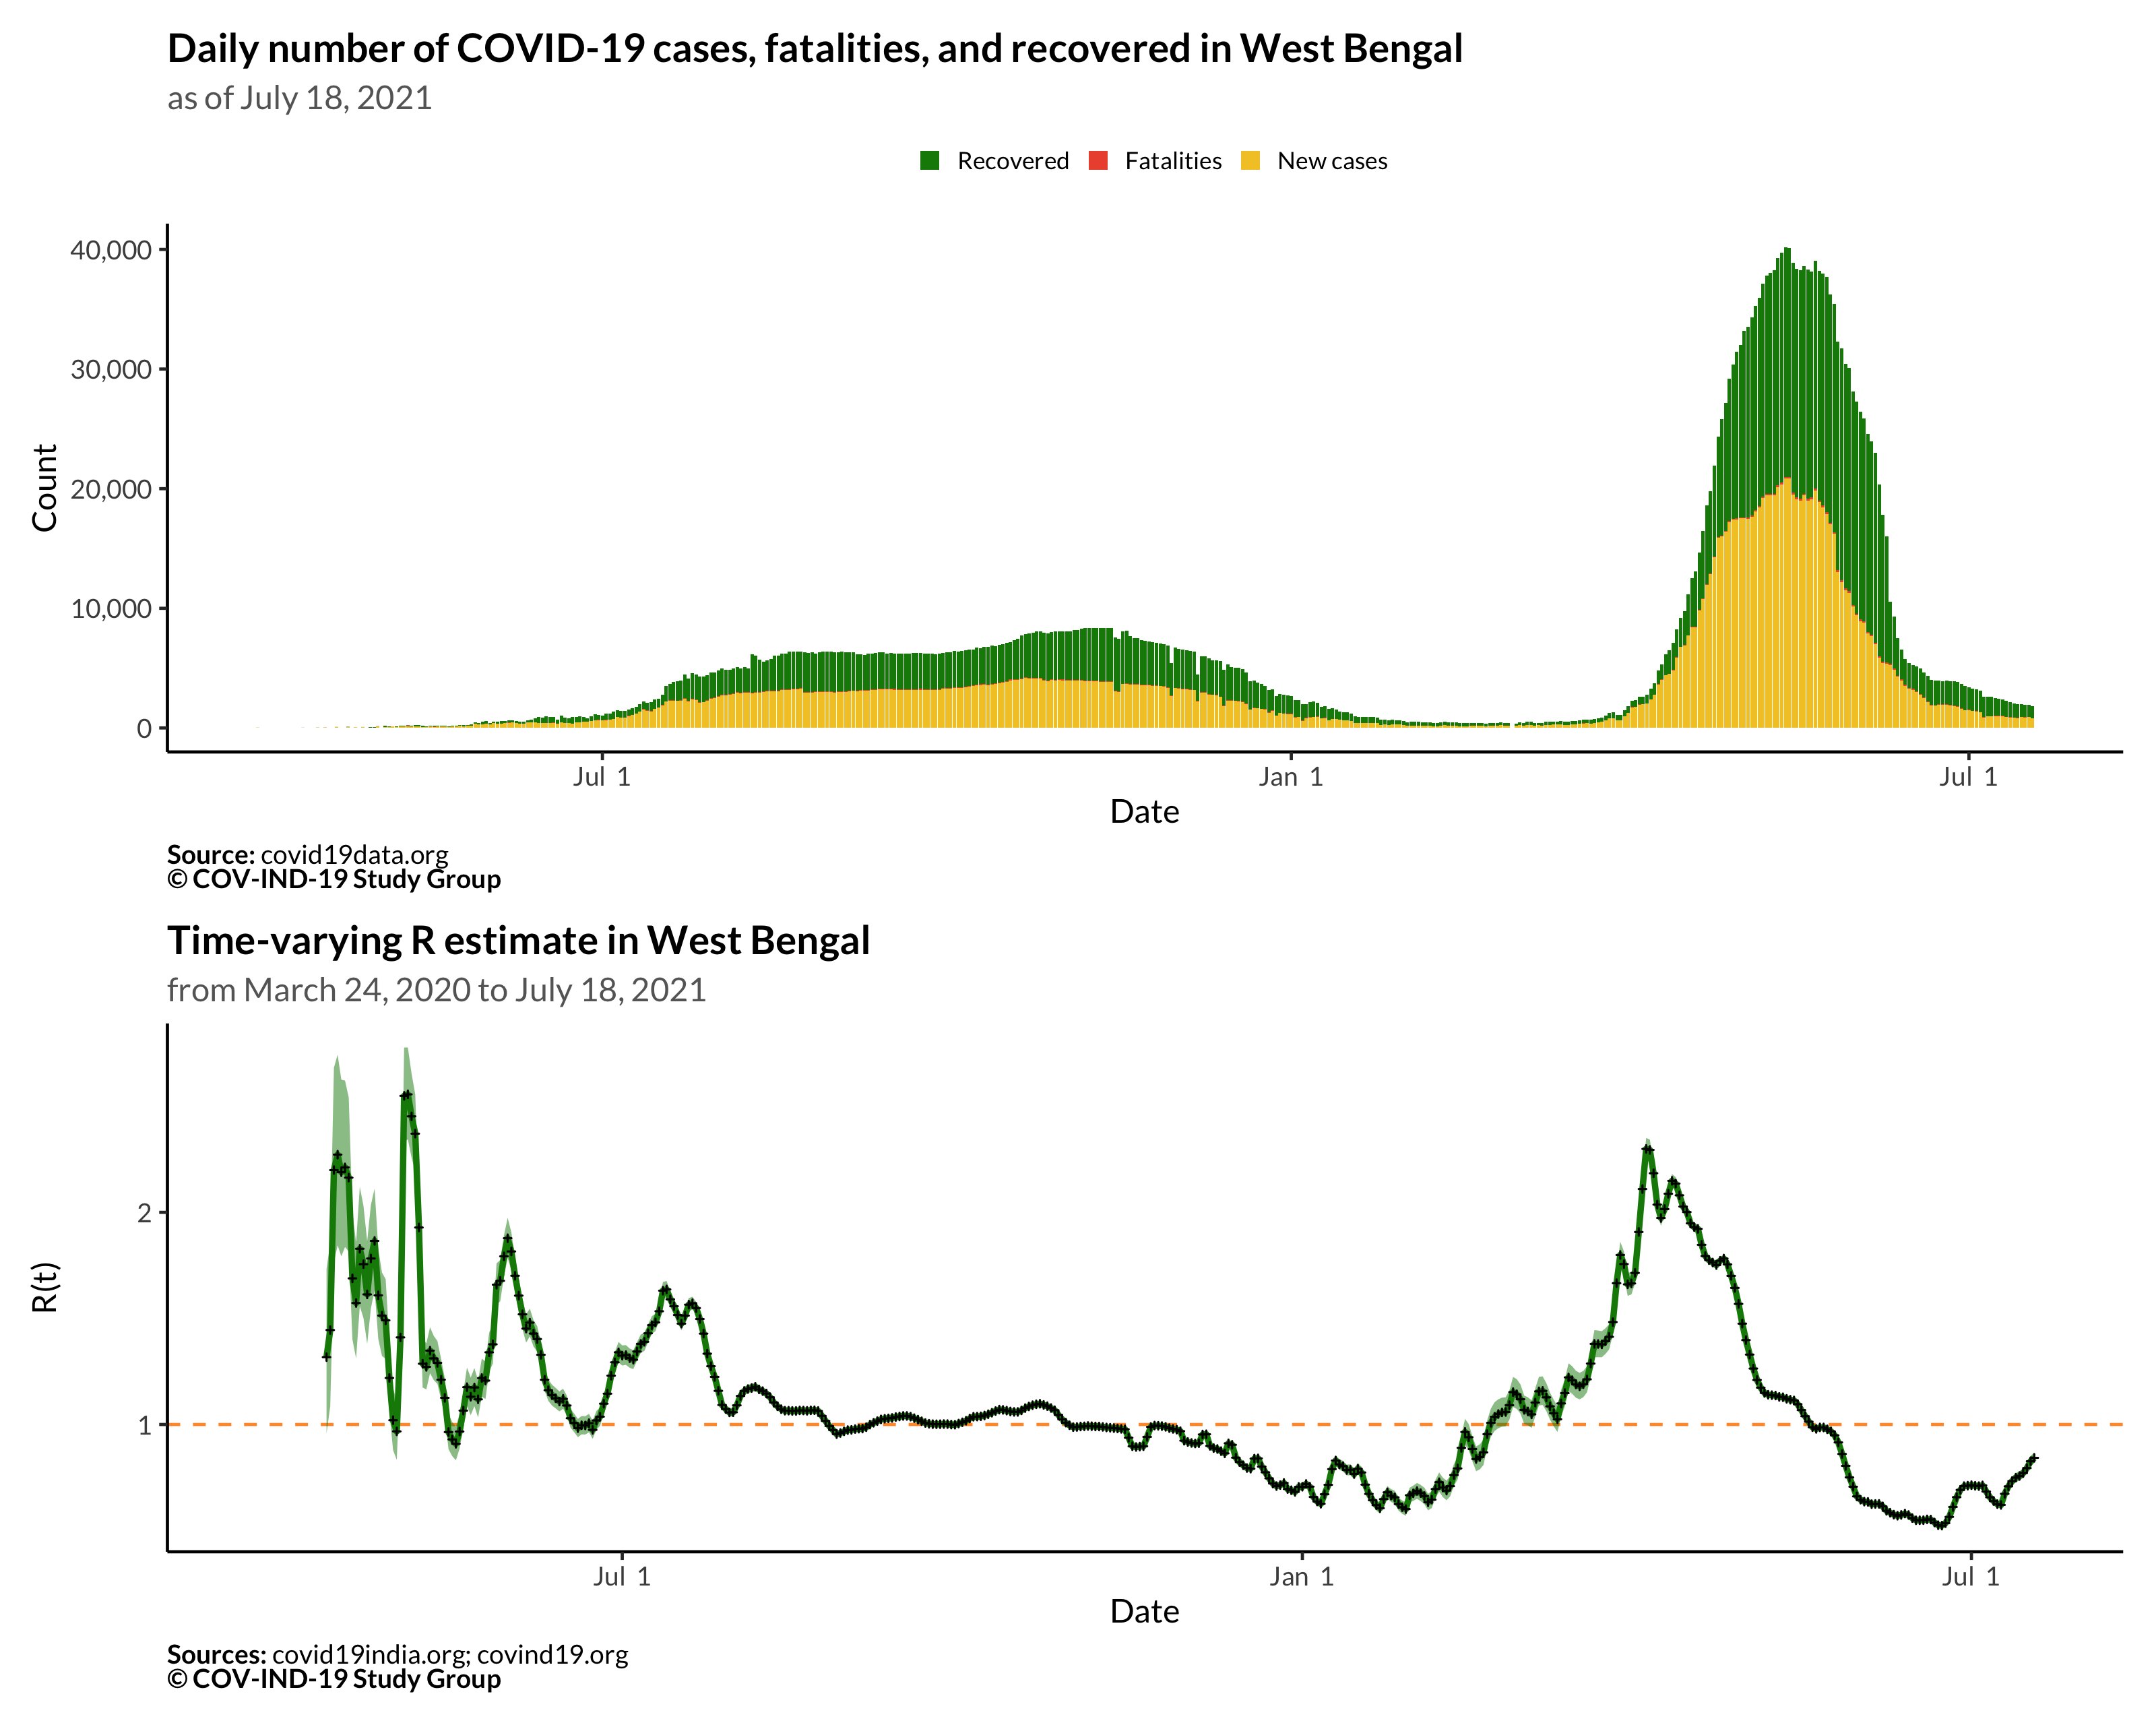 Daily number of COVID-19 cases, fatalities, and recovered in West Bengal
as of July 18, 2021
Recovered Fatalities New cases
40,000
30,000
20,000
10,000
0
Count
Jul 1 Jan 1 Jul 1
Date
Source: covid19data.org
© COV-IND-19 Study Group
Time-varying R estimate in West Bengal
from March 24, 2020 to July 18, 2021
2
1
R(t)
Jul 1 Jan 1 Jul 1
Date
Sources: covid19india.org; covind19.org
© COV-IND-19 Study Group